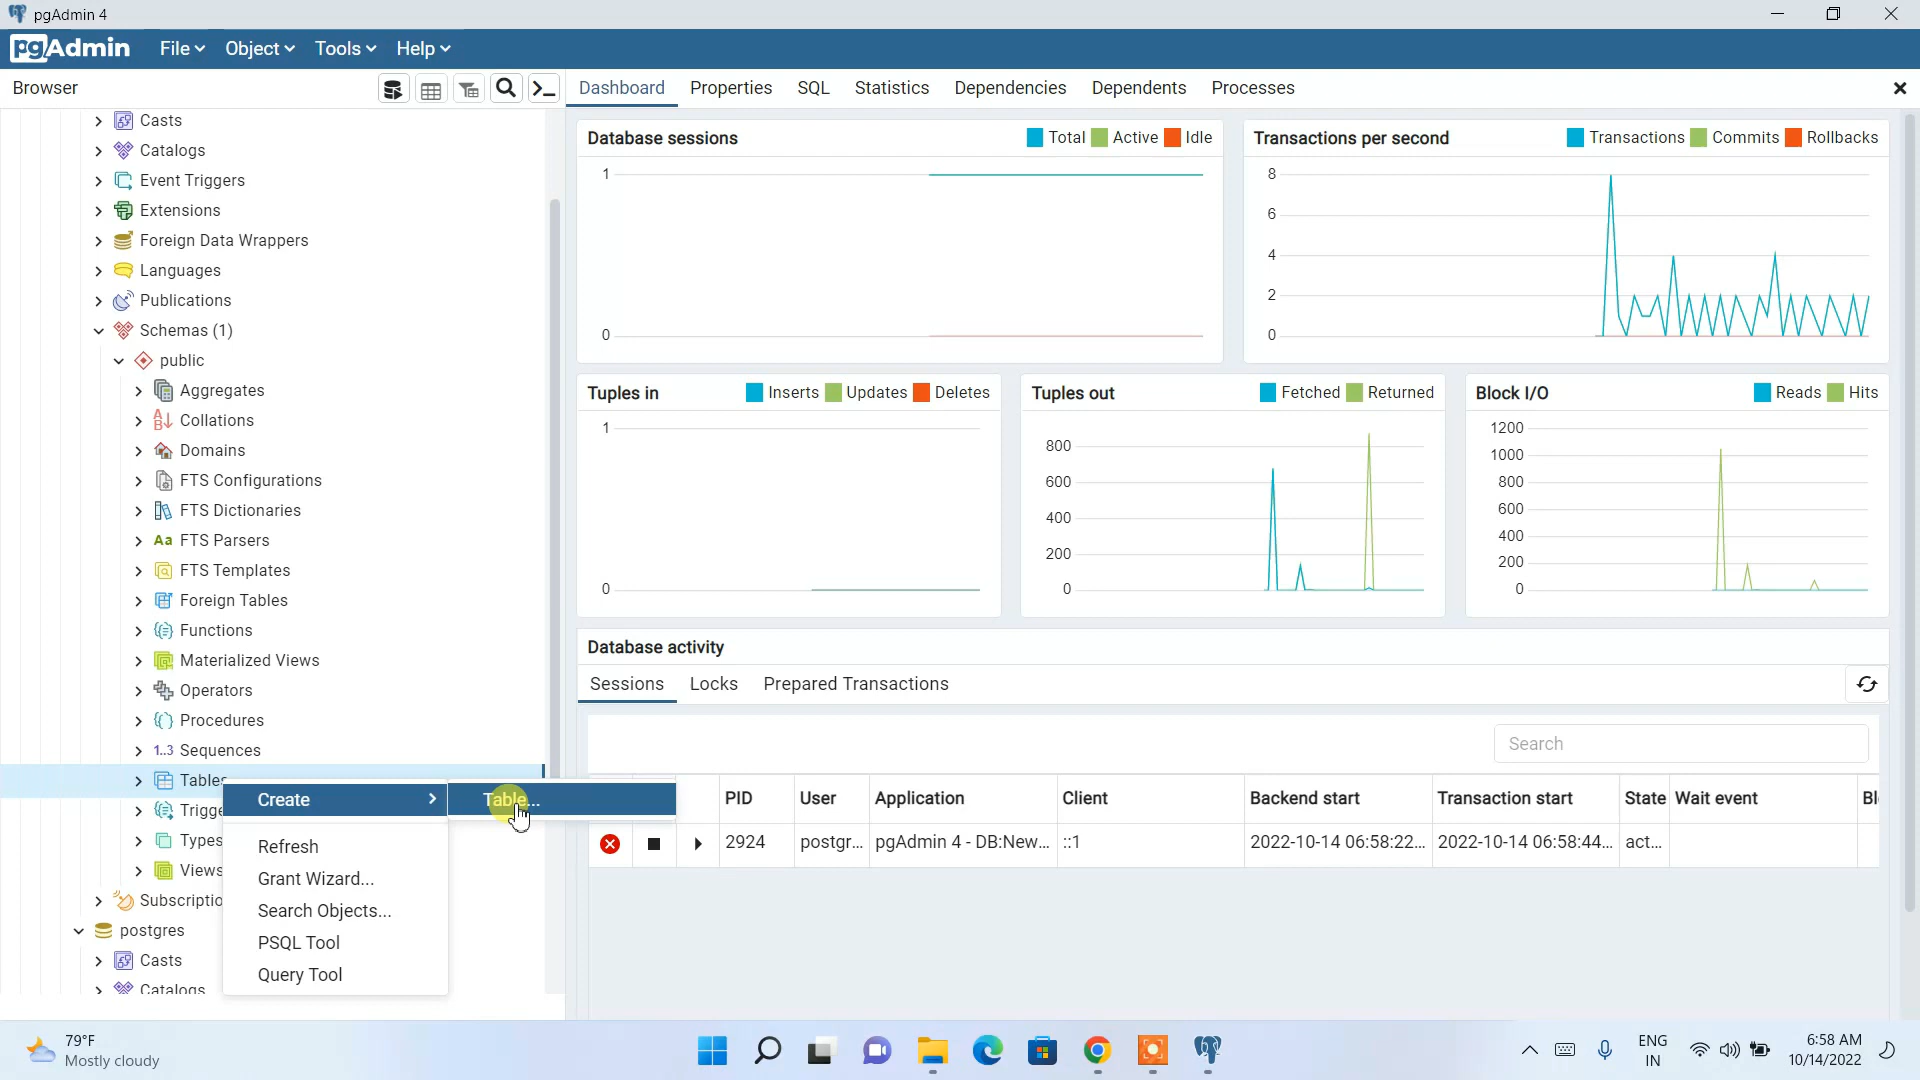 pgAdmin 4
pgAdmin File Object Tools Help
Browser
Dashboard Properties SQL Statistics Dependencies Dependents Processes
Casts
Catalogs
Event Triggers
Extensions
Foreign Data Wrappers
Languages
Publications
Schemas (1)
public
Aggregates
Collations
Domains
FTS Configurations
FTS Dictionaries
Aa FTS Parsers
FTS Templates
Foreign Tables
Functions
Materialized Views
Operators
Procedures
1..3 Sequences
Tables
Trigge
Types
Views
Subscriptio
postgres
Casts
Catalogs
Create
Table...
Refresh
Grant Wizard...
Search Objects...
PSQL Tool
Query Tool
Database sessions
Total Active Idle
1
0
Transactions per second
Transactions Commits Rollbacks
8
6
4
2
0
Tuples in
Inserts Updates Deletes
1
0
Tuples out
Fetched Returned
800
600
400
200
0
Block I/O
Reads Hits
1200
1000
800
600
400
200
0
Database activity
Sessions Locks Prepared Transactions
Search
PID User Application Client Backend start Transaction start State Wait event Bl
2924 postgr... pgAdmin 4 - DB:New... ::1 2022-10-14 06:58:22... 2022-10-14 06:58:44... act...
79°F
Mostly cloudy
ENG
IN
6:58 AM
10/14/2022